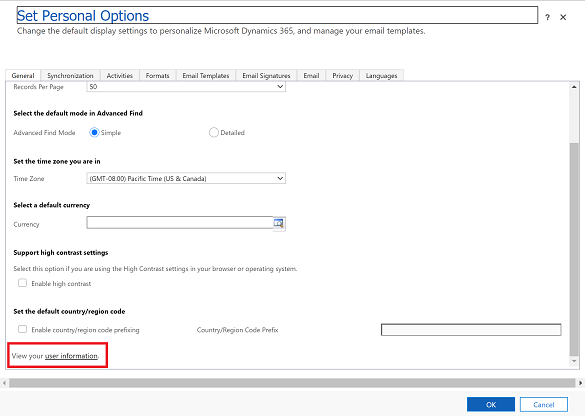 Set Personal Options
? ×
Change the default display settings to personalize Microsoft Dynamics 365, and manage your email templates.
General Synchronization Activities Formats Email Templates Email Signatures Email Privacy Languages
Records Per Page 50
Select the default mode in Advanced Find
Advanced Find Mode Simple Detailed
Set the time zone you are in
Time Zone (GMT-08:00) Pacific Time (US & Canada)
Select a default currency
Currency
Support high contrast settings
Select this option if you are using the High Contrast settings in your browser or operating system.
Enable high contrast
Set the default country/region code
Enable country/region code prefixing Country/Region Code Prefix
View your user information.
OK Cancel